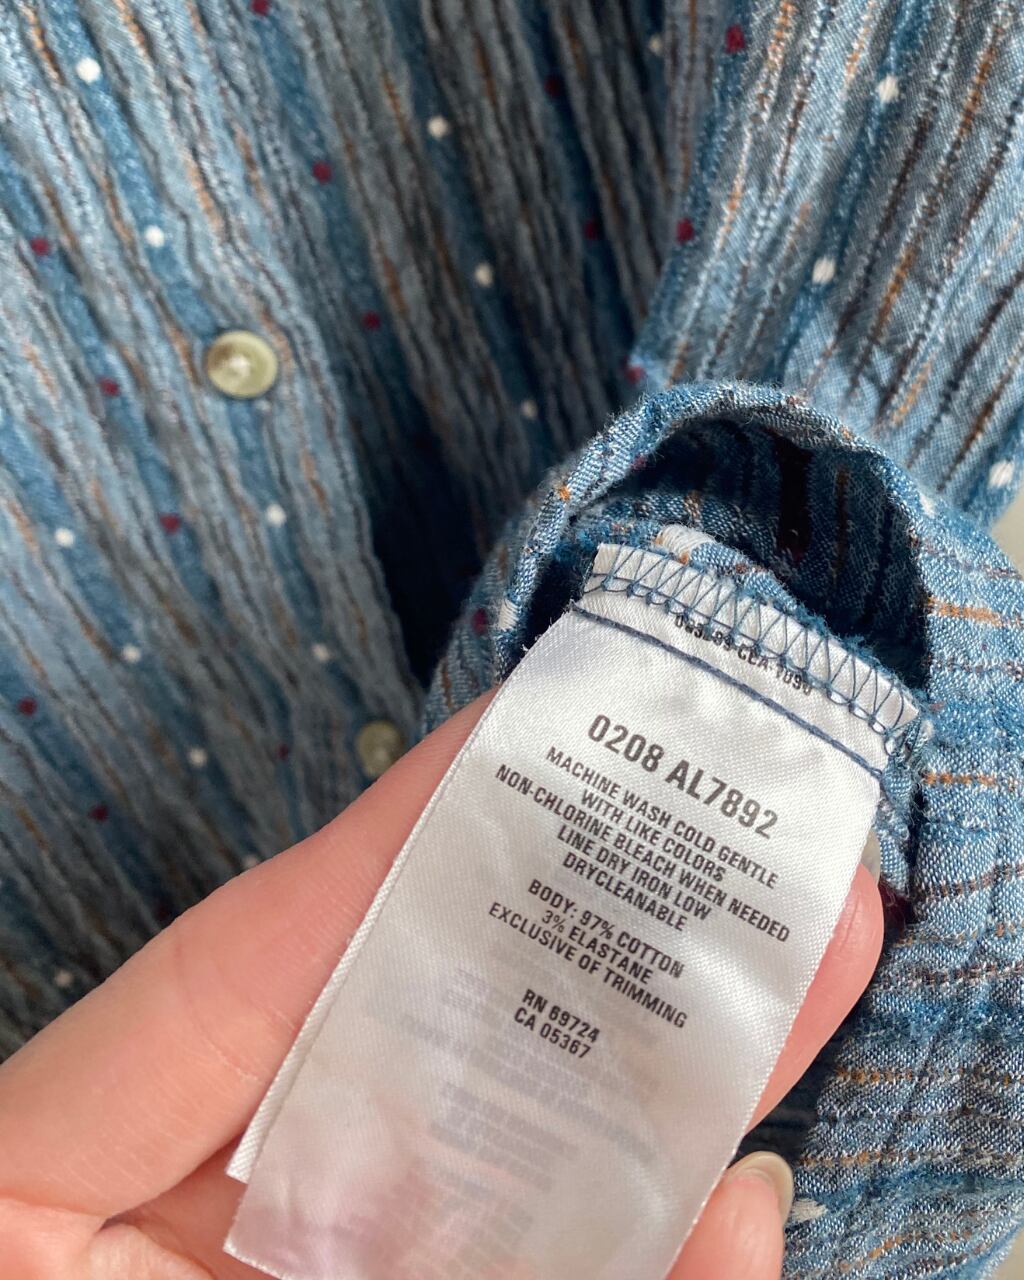 0208 AL7892
MACHINE WASH COLD GENTLE
WITH LIKE COLORS
NON-CHLORINE BLEACH WHEN NEEDED
LINE DRY IRON LOW
DRYCLEANABLE
BODY: 97% COTTON
3% ELASTANE
EXCLUSIVE OF TRIMMING
RN 69724
CA 05367